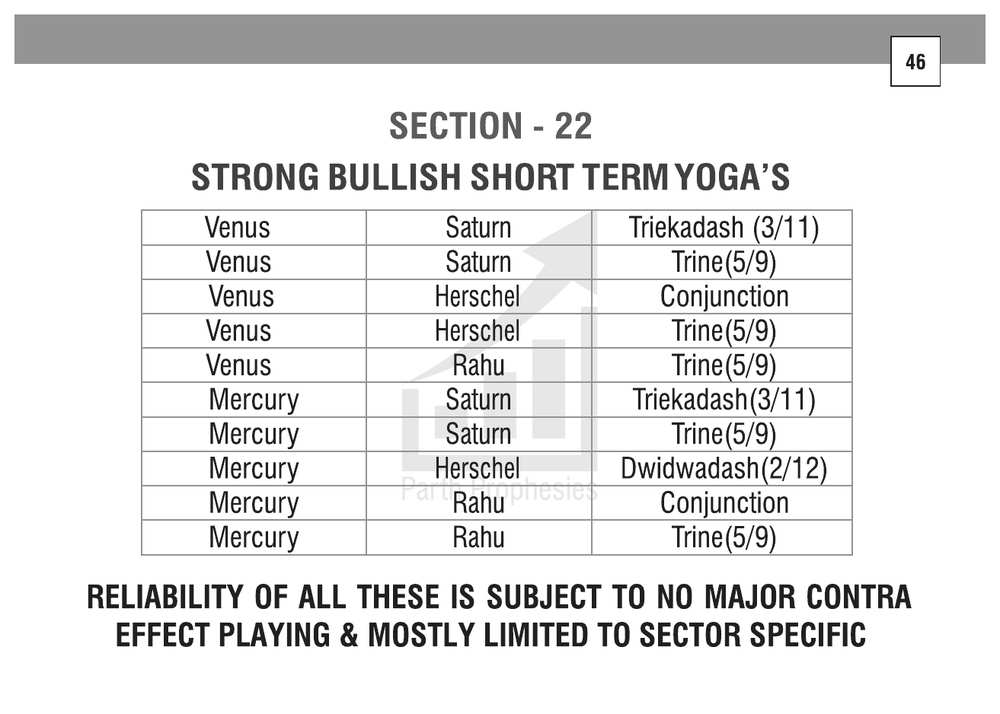 46
SECTION - 22
STRONG BULLISH SHORT TERM YOGA'S
Venus Saturn Triekadash (3/11)
Venus Saturn Trine(5/9)
Venus Herschel Conjunction
Venus Herschel Trine(5/9)
Venus Rahu Trine(5/9)
Mercury Saturn Triekadash(3/11)
Mercury Saturn Trine(5/9)
Mercury Herschel Dwidwadash(2/12)
Parth Prophesies
Mercury Rahu Conjunction
Mercury Rahu Trine(5/9)
RELIABILITY OF ALL THESE IS SUBJECT TO NO MAJOR CONTRA
EFFECT PLAYING & MOSTLY LIMITED TO SECTOR SPECIFIC